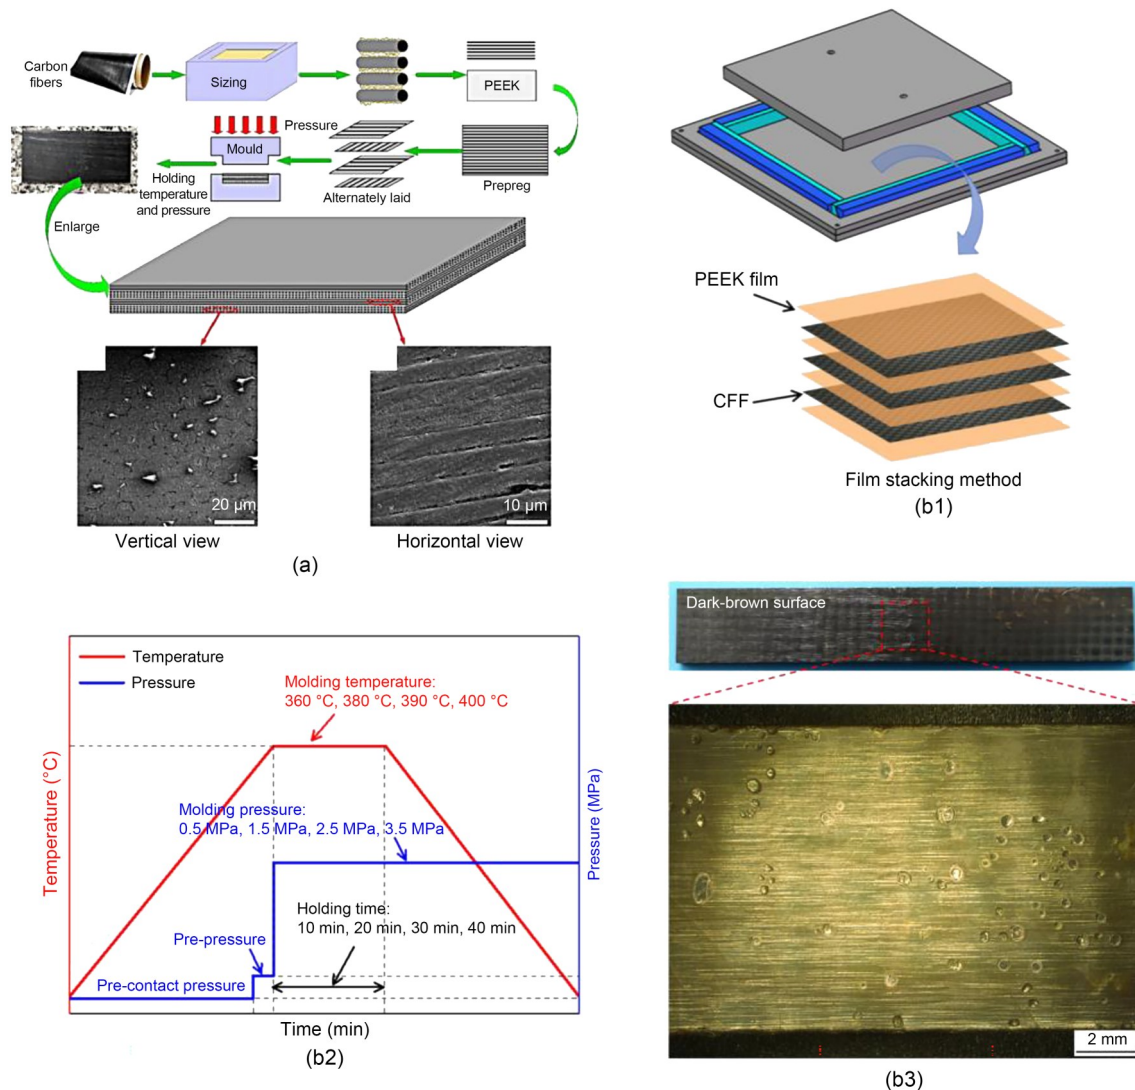 Carbon
fibers
Sizing
PEEK
Pressure
Mould
Holding
temperature
and pressure
Alternately laid
Prepreg
Enlarge
20 µm
10 µm
Vertical view
Horizontal view
(a)
PEEK film
CFF
Film stacking method
(b1)
Temperature
Pressure
Molding temperature:
360 °C, 380 °C, 390 °C, 400 °C
Molding pressure:
0.5 MPa, 1.5 MPa, 2.5 MPa, 3.5 MPa
Holding time:
10 min, 20 min, 30 min, 40 min
Pre-pressure
Pre-contact pressure
Temperature (°C)
Pressure (MPa)
Time (min)
(b2)
Dark-brown surface
2 mm
(b3)